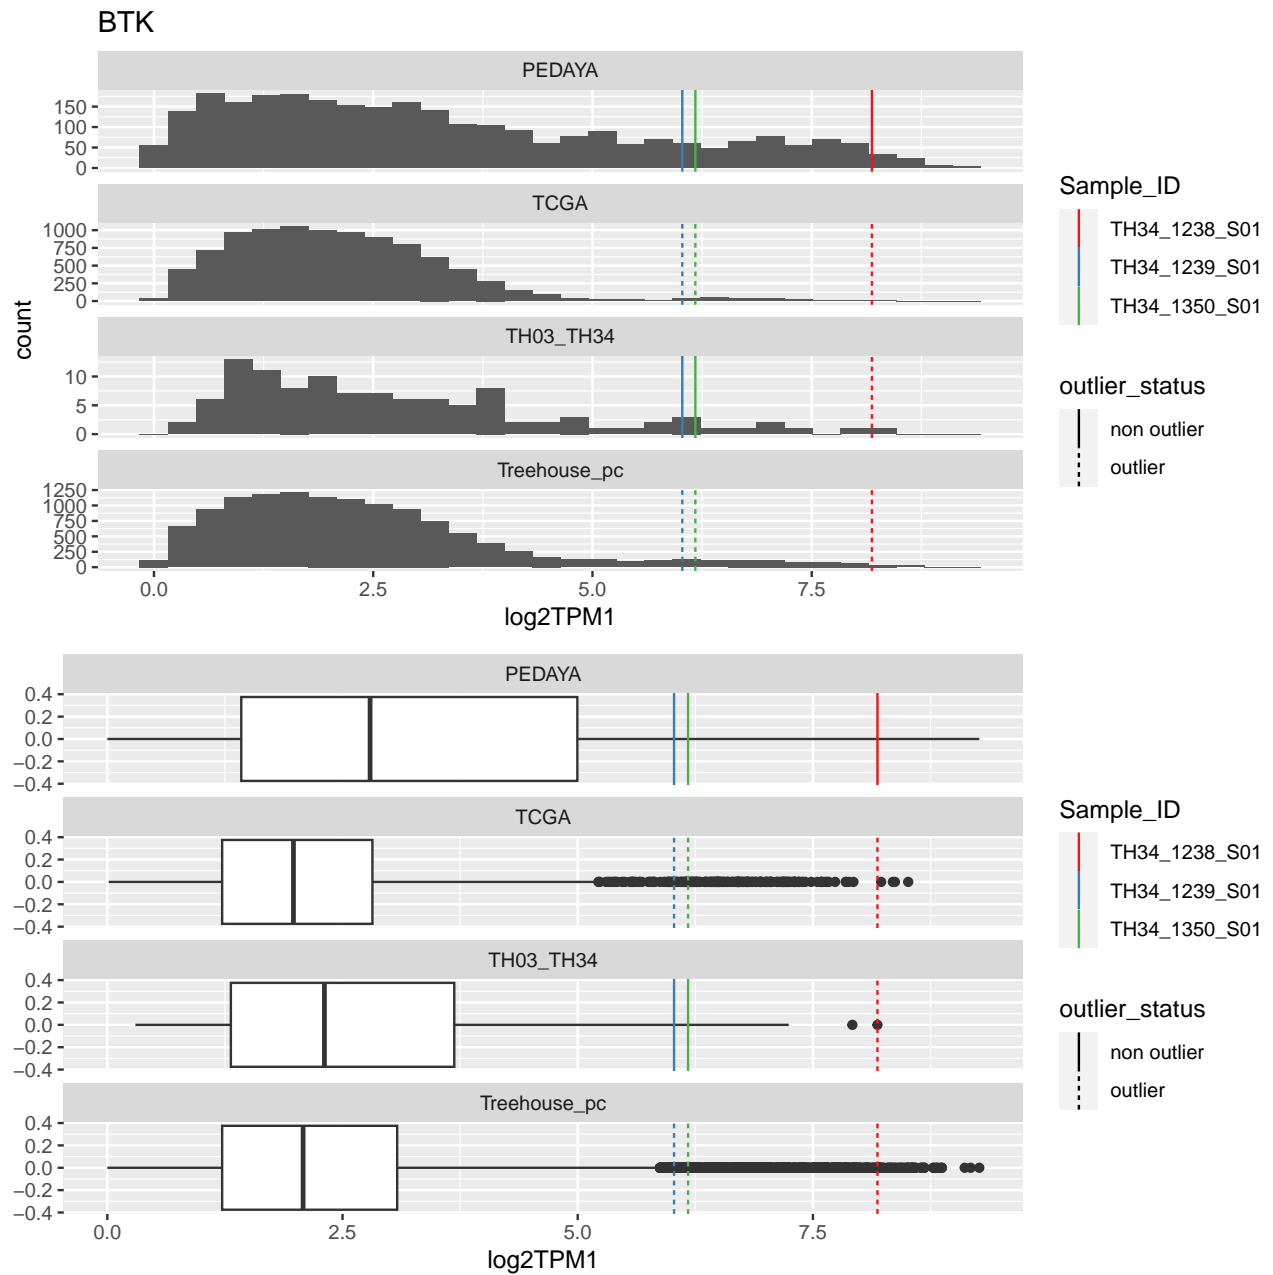 BTK
PEDAYA
150
100
50
0
TCGA
1000
750
500
250
0
TH03_TH34
10
5
0
Treehouse_pc
1250
1000
750
500
250
0
0.0 2.5 5.0 7.5
log2TPM1
count
Sample_ID
TH34_1238_S01
TH34_1239_S01
TH34_1350_S01
outlier_status
non outlier
outlier
PEDAYA
0.4
0.2
0.0
−0.2
−0.4
TCGA
0.4
0.2
0.0
−0.2
−0.4
TH03_TH34
0.4
0.2
0.0
−0.2
−0.4
Treehouse_pc
0.4
0.2
0.0
−0.2
−0.4
0.0 2.5 5.0 7.5
log2TPM1
Sample_ID
TH34_1238_S01
TH34_1239_S01
TH34_1350_S01
outlier_status
non outlier
outlier